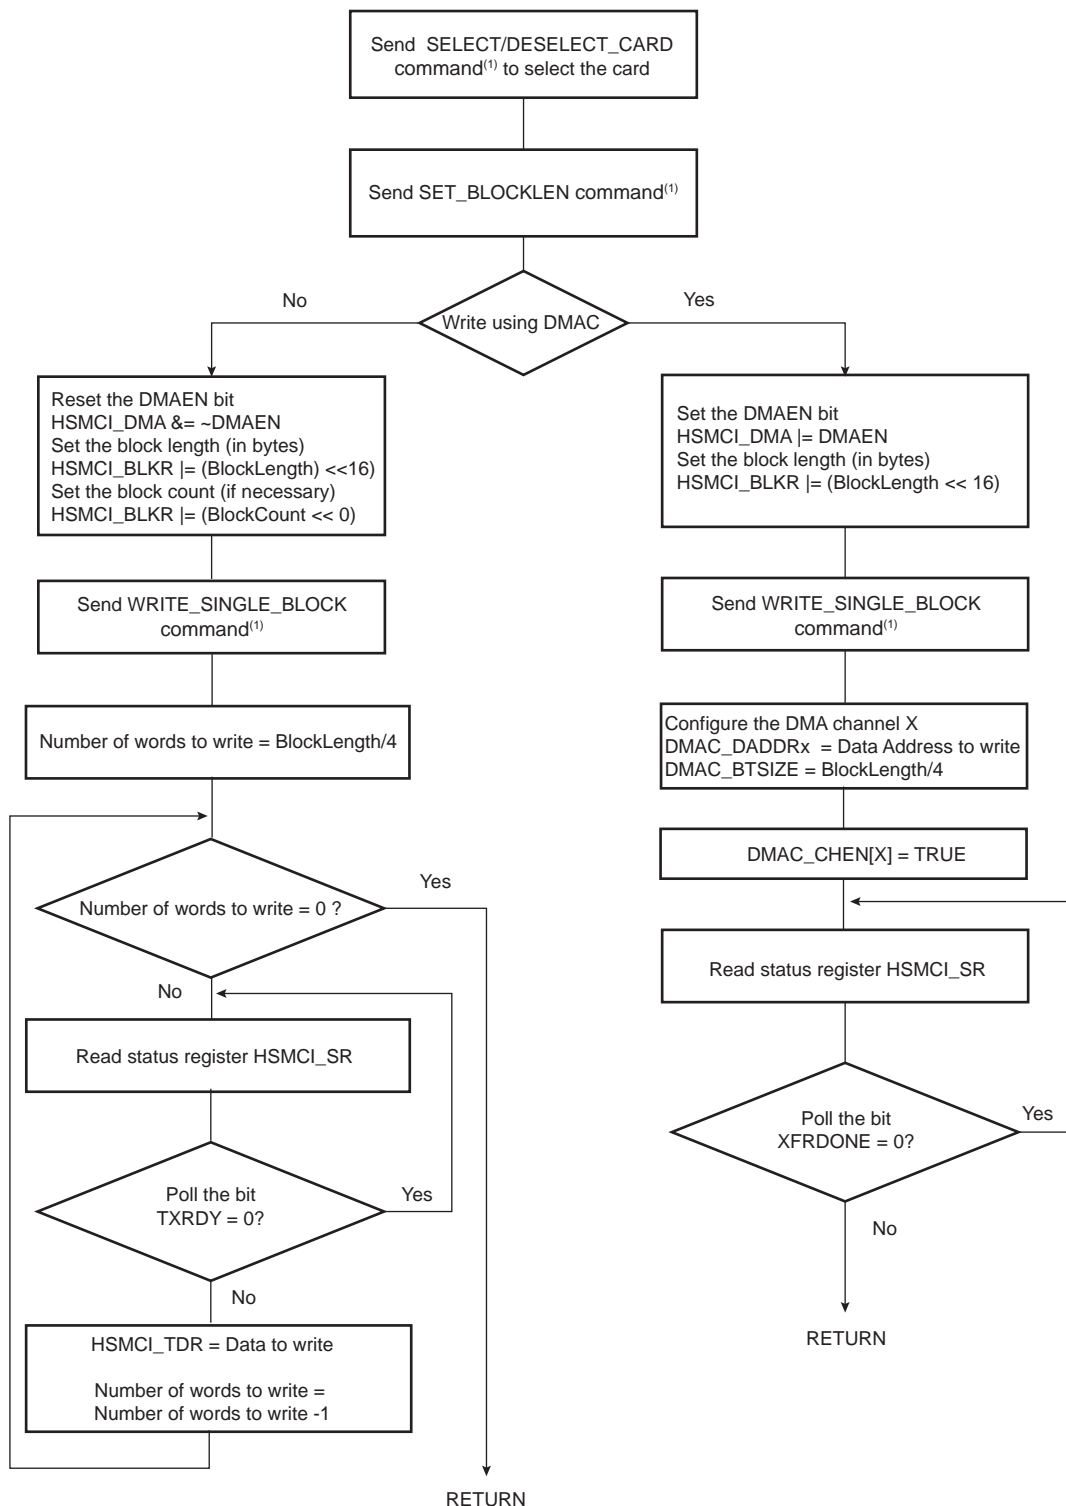 Send SELECT/DESELECT_CARD
command(1) to select the card
Send SET_BLOCKLEN command(1)
No
Yes
Write using DMAC
Reset the DMAEN bit
HSMCI_DMA &= ~DMAEN
Set the block length (in bytes)
HSMCI_BLKR |= (BlockLength) <<16)
Set the block count (if necessary)
HSMCI_BLKR |= (BlockCount << 0)
Send WRITE_SINGLE_BLOCK
command(1)
Number of words to write = BlockLength/4
Number of words to write = 0 ?
Yes
No
Read status register HSMCI_SR
Poll the bit
TXRDY = 0?
Yes
No
HSMCI_TDR = Data to write
Number of words to write =
Number of words to write -1
RETURN
Set the DMAEN bit
HSMCI_DMA |= DMAEN
Set the block length (in bytes)
HSMCI_BLKR |= (BlockLength << 16)
Send WRITE_SINGLE_BLOCK
command(1)
Configure the DMA channel X
DMAC_DADDRx = Data Address to write
DMAC_BTSIZE = BlockLength/4
DMAC_CHEN[X] = TRUE
Read status register HSMCI_SR
Poll the bit
XFRDONE = 0?
Yes
No
RETURN